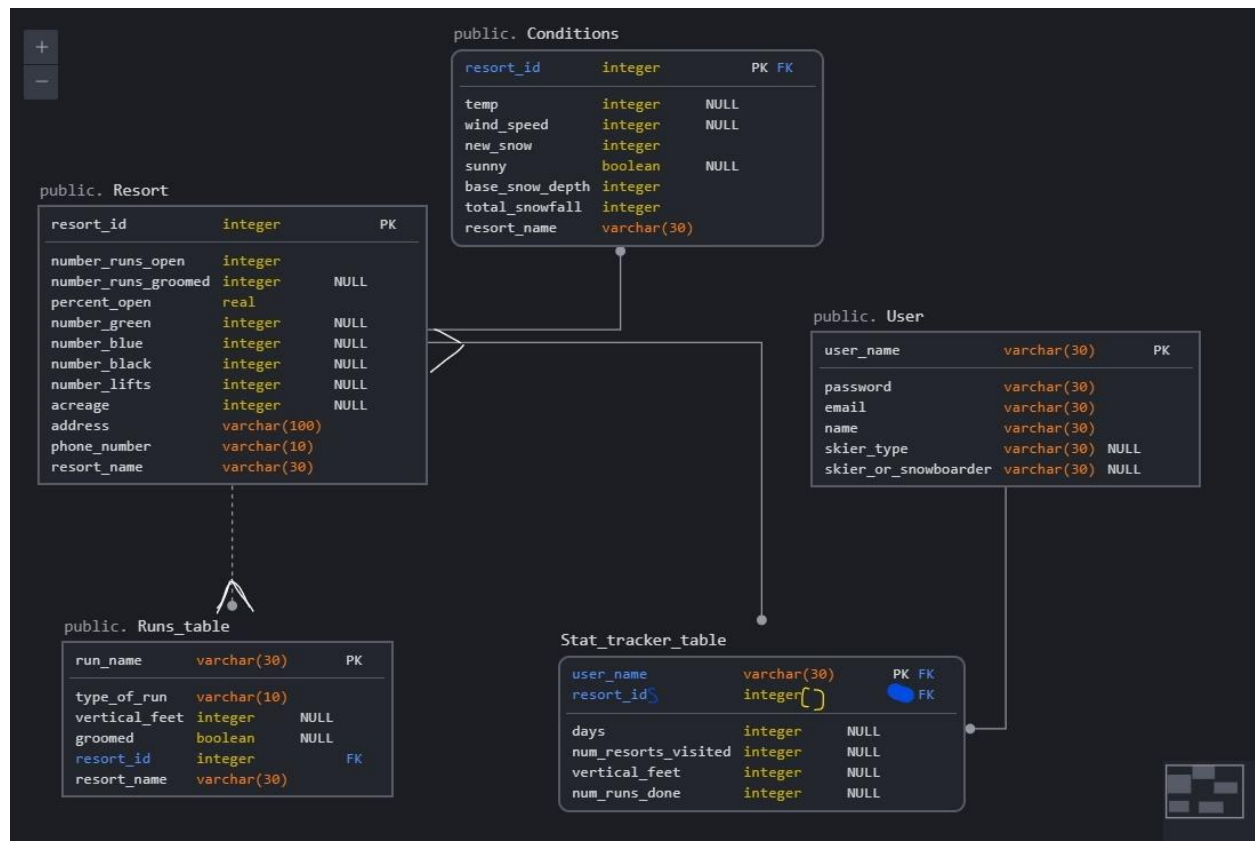 +
−
public. Conditions
resort_id integer PK FK
temp integer NULL
wind_speed integer NULL
new_snow integer
sunny boolean NULL
base_snow_depth integer
total_snowfall integer
resort_name varchar(30)
public. Resort
resort_id integer PK
number_runs_open integer
number_runs_groomed integer NULL
percent_open real
number_green integer NULL
number_blue integer NULL
number_black integer NULL
number_lifts integer NULL
acreage integer NULL
address varchar(100)
phone_number varchar(10)
resort_name varchar(30)
public. User
user_name varchar(30) PK
password varchar(30)
email varchar(30)
name varchar(30)
skier_type varchar(30) NULL
skier_or_snowboarder varchar(30) NULL
public. Runs_table
run_name varchar(30) PK
type_of_run varchar(10)
vertical_feet integer NULL
groomed boolean NULL
resort_id integer FK
resort_name varchar(30)
Stat_tracker_table
user_name varchar(30) PK FK
resort_ids integer[] FK
days integer NULL
num_resorts_visited integer NULL
vertical_feet integer NULL
num_runs_done integer NULL